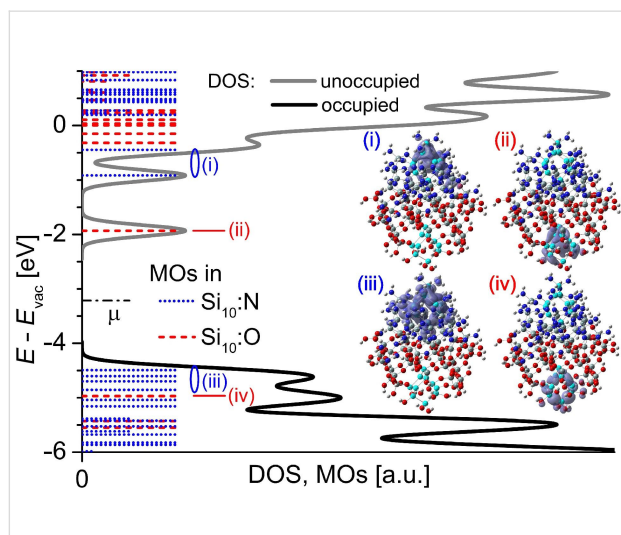 DOS: unoccupied
occupied
0
(i)
(ii)
(i)
-2
(ii)
MOs in
Si10:N
Si10:O
μ
(iii)
(iv)
-4
(iii)
(iv)
-6
E - Evac [eV]
0
DOS, MOs [a.u.]